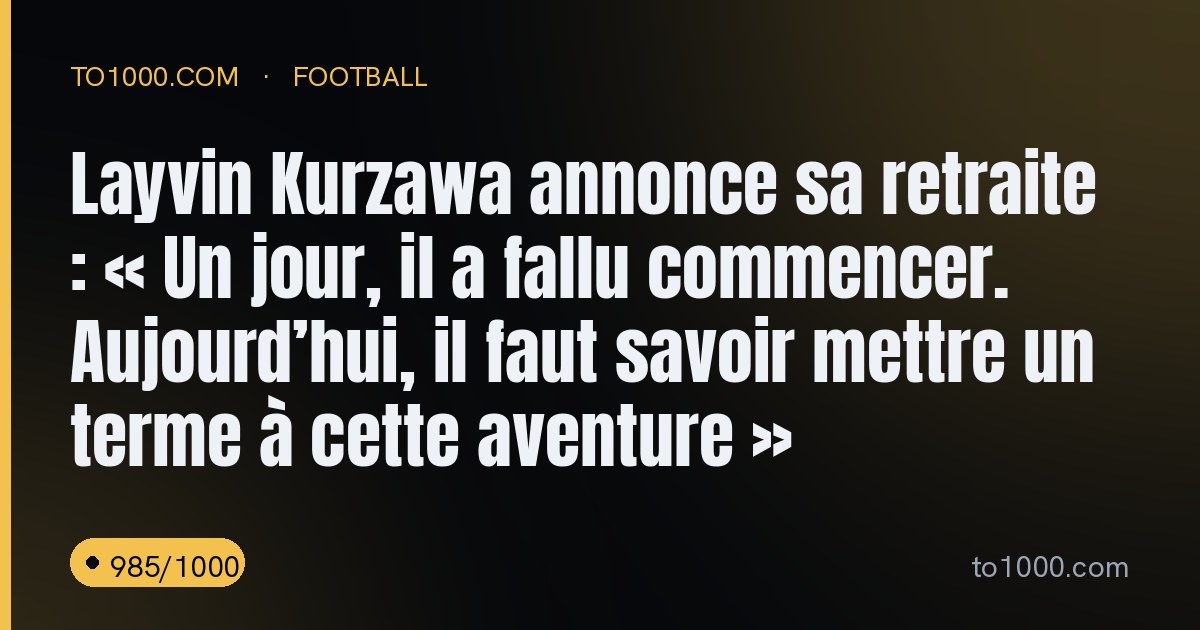 TO1000.COM · FOOTBALL
Layvin Kurzawa annonce sa retraite
: « Un jour, il a fallu commencer.
Aujourd’hui, il faut savoir mettre un
terme à cette aventure »
985/1000
to1000.com